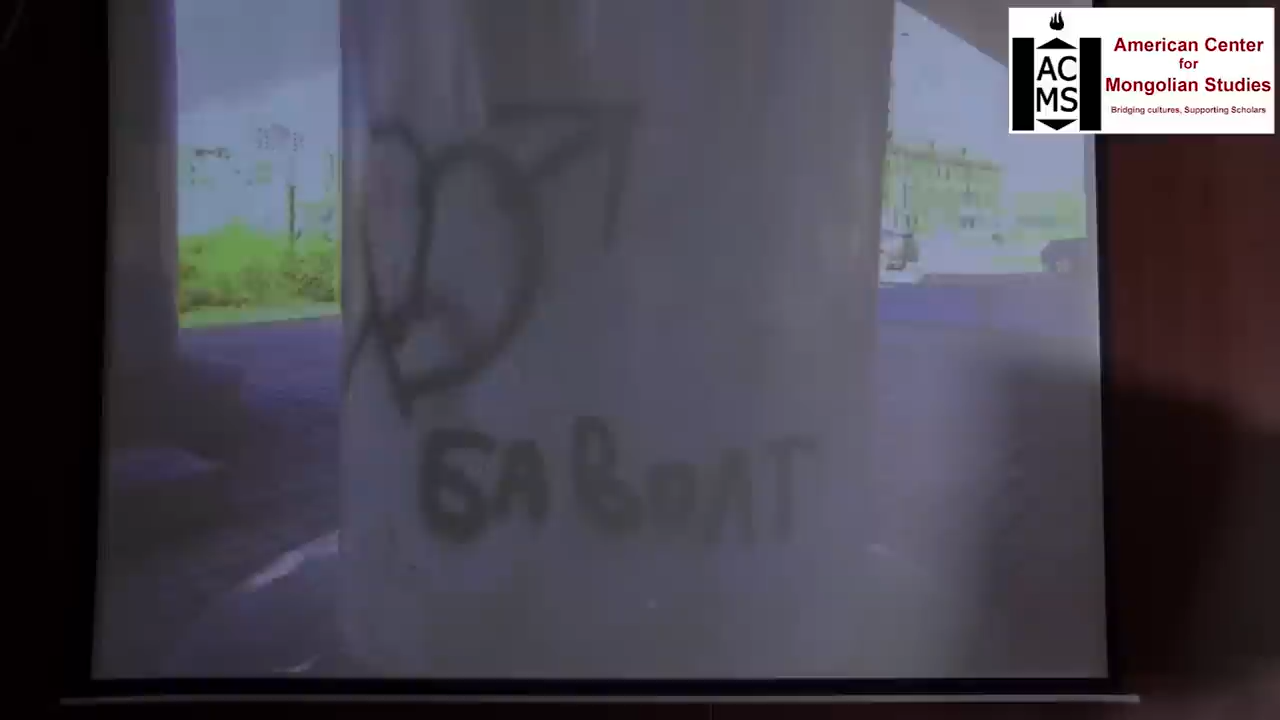 ACMS
American Center
for
Mongolian Studies
Bridging cultures, Supporting Scholars
БАВОЛТ